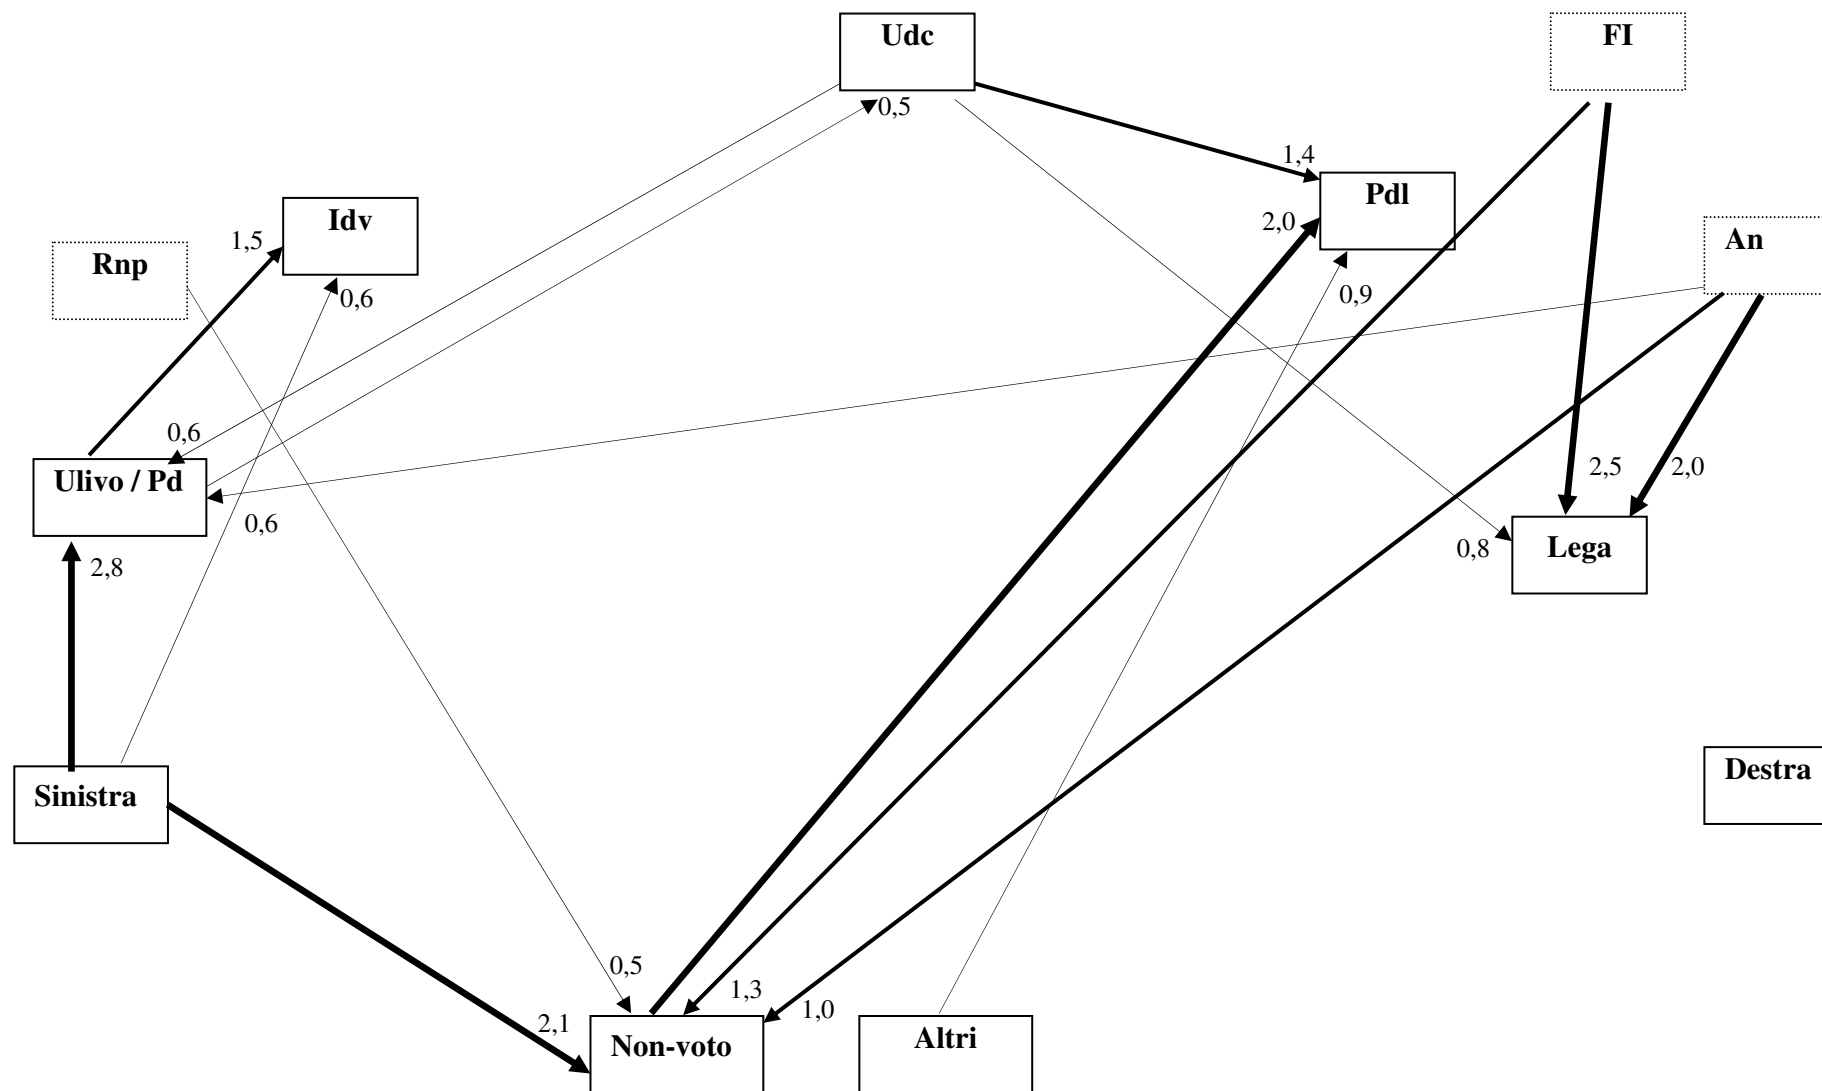 Udc
FI
0,5
1,4
Pdl
Idv
2,0
An
1,5
Rnp
0,6
0,9
0,6
Ulivo / Pd
2,5
2,0
0,6
0,8
Lega
2,8
Destra
Sinistra
0,5
1,3
1,0
2,1
Non-voto
Altri